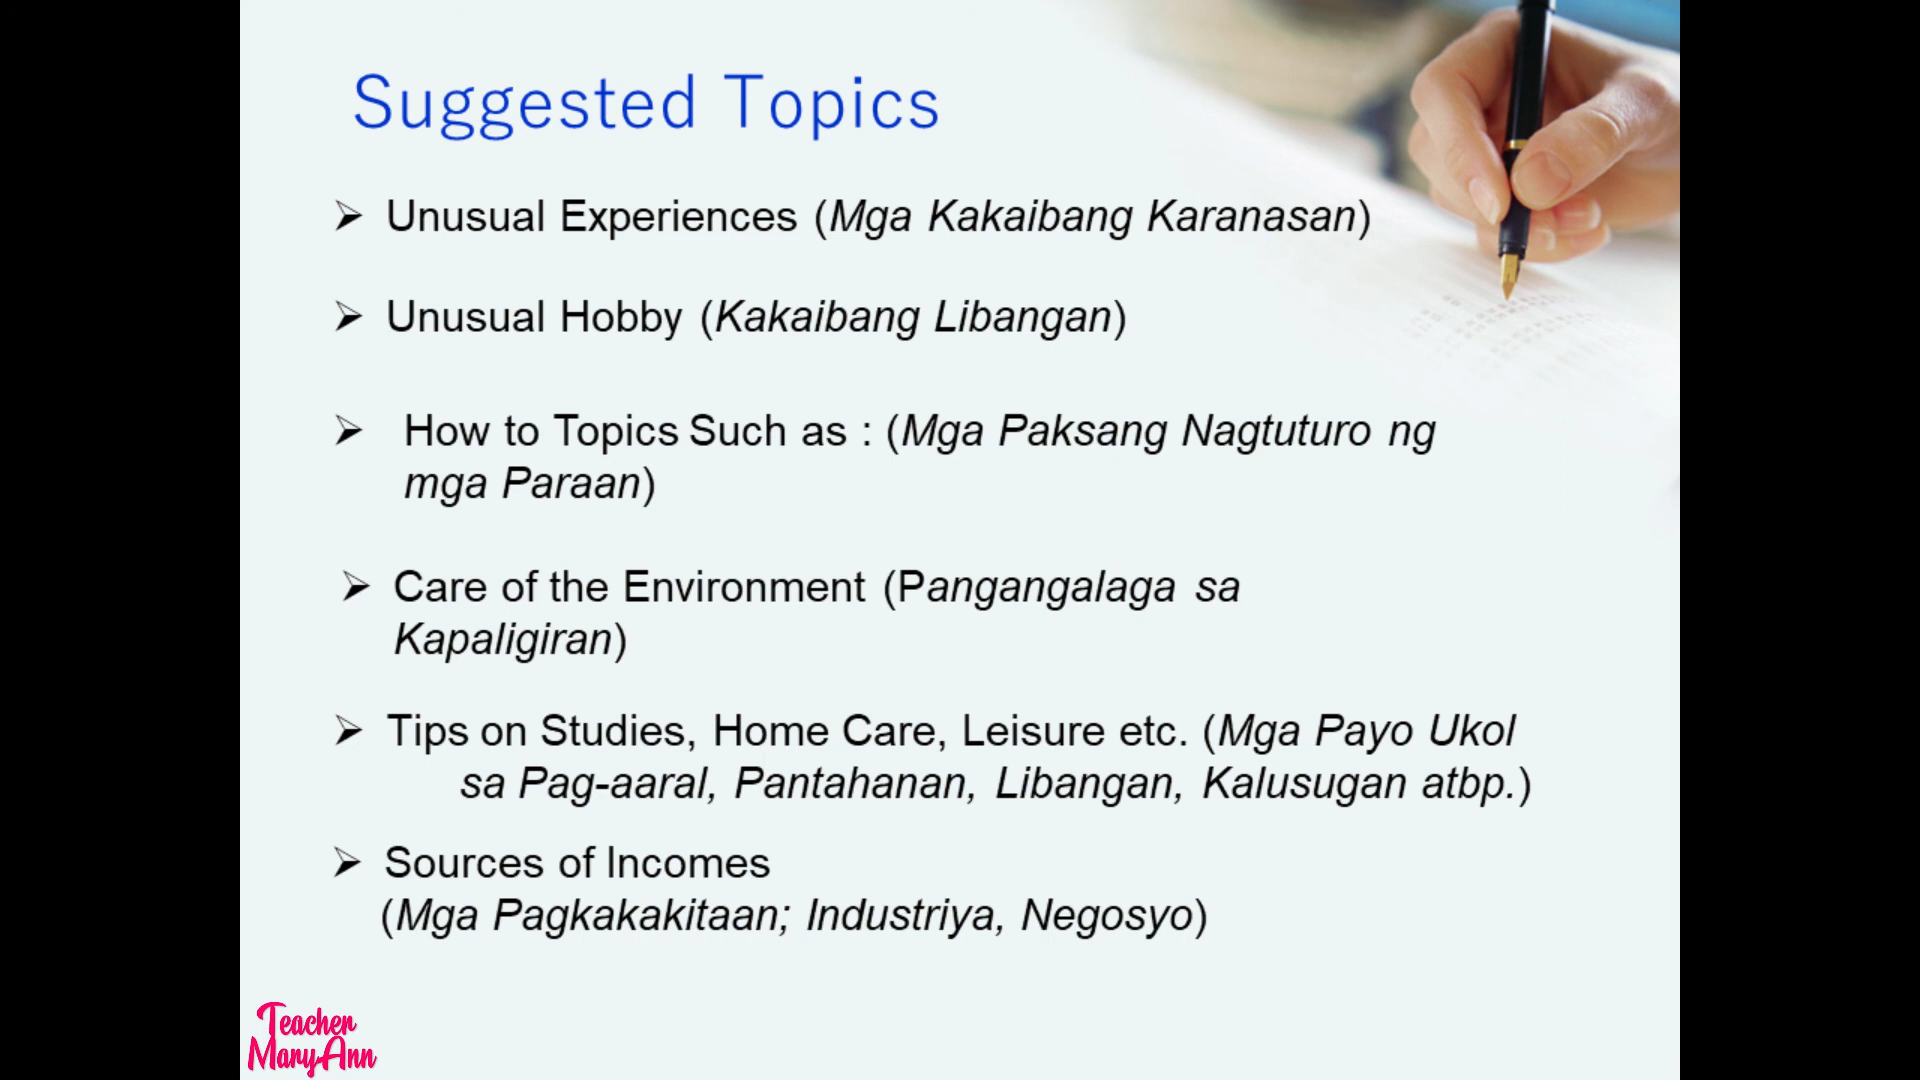 Suggested Topics
➢ Unusual Experiences (Mga Kakaibang Karanasan)
➢ Unusual Hobby (Kakaibang Libangan)
➢ How to Topics Such as : (Mga Paksang Nagtuturo ng
mga Paraan)
➢ Care of the Environment (Pangangalaga sa
Kapaligiran)
➢ Tips on Studies, Home Care, Leisure etc. (Mga Payo Ukol
sa Pag-aaral, Pantahanan, Libangan, Kalusugan atbp.)
➢ Sources of Incomes
(Mga Pagkakakitaan; Industriya, Negosyo)
Teacher
MaryAnn